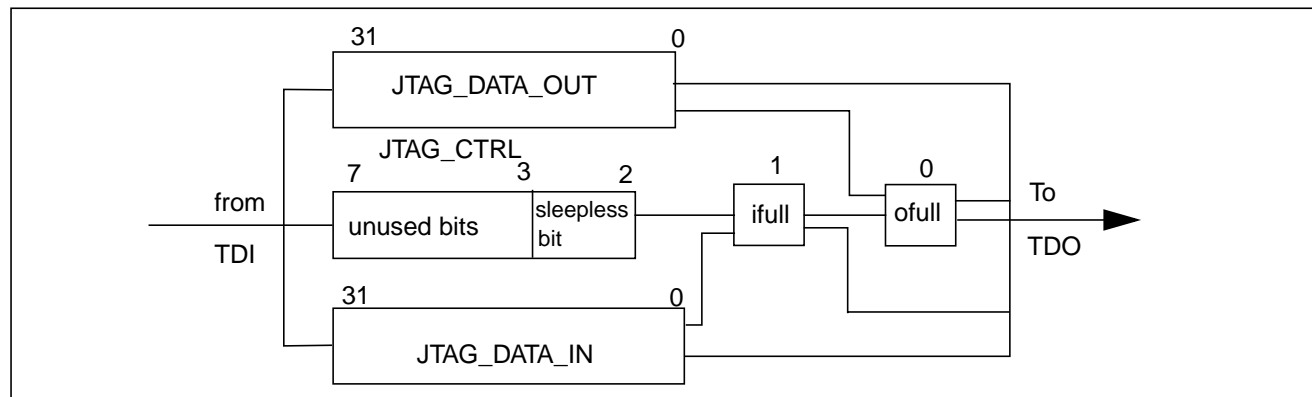 31 0
JTAG_DATA_OUT
JTAG_CTRL
7 3 2 1 0
from
TDI
unused bits
sleepless
bit
ifull
ofull
To
TDO
31 0
JTAG_DATA_IN